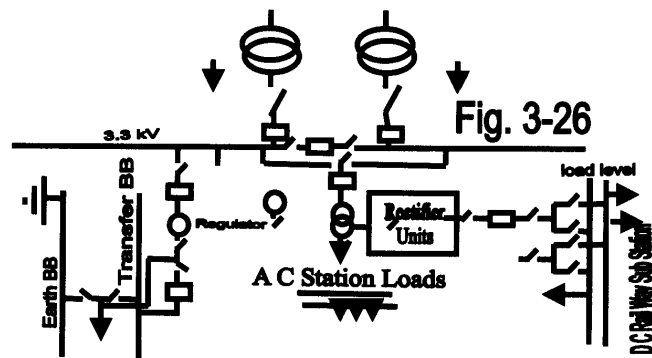 Fig. 3-26
3.3 kV
load level
Regulator
Rectifier
Units
Transfer BB
Earth BB
A C Station Loads
D C Rail Way Sub Station